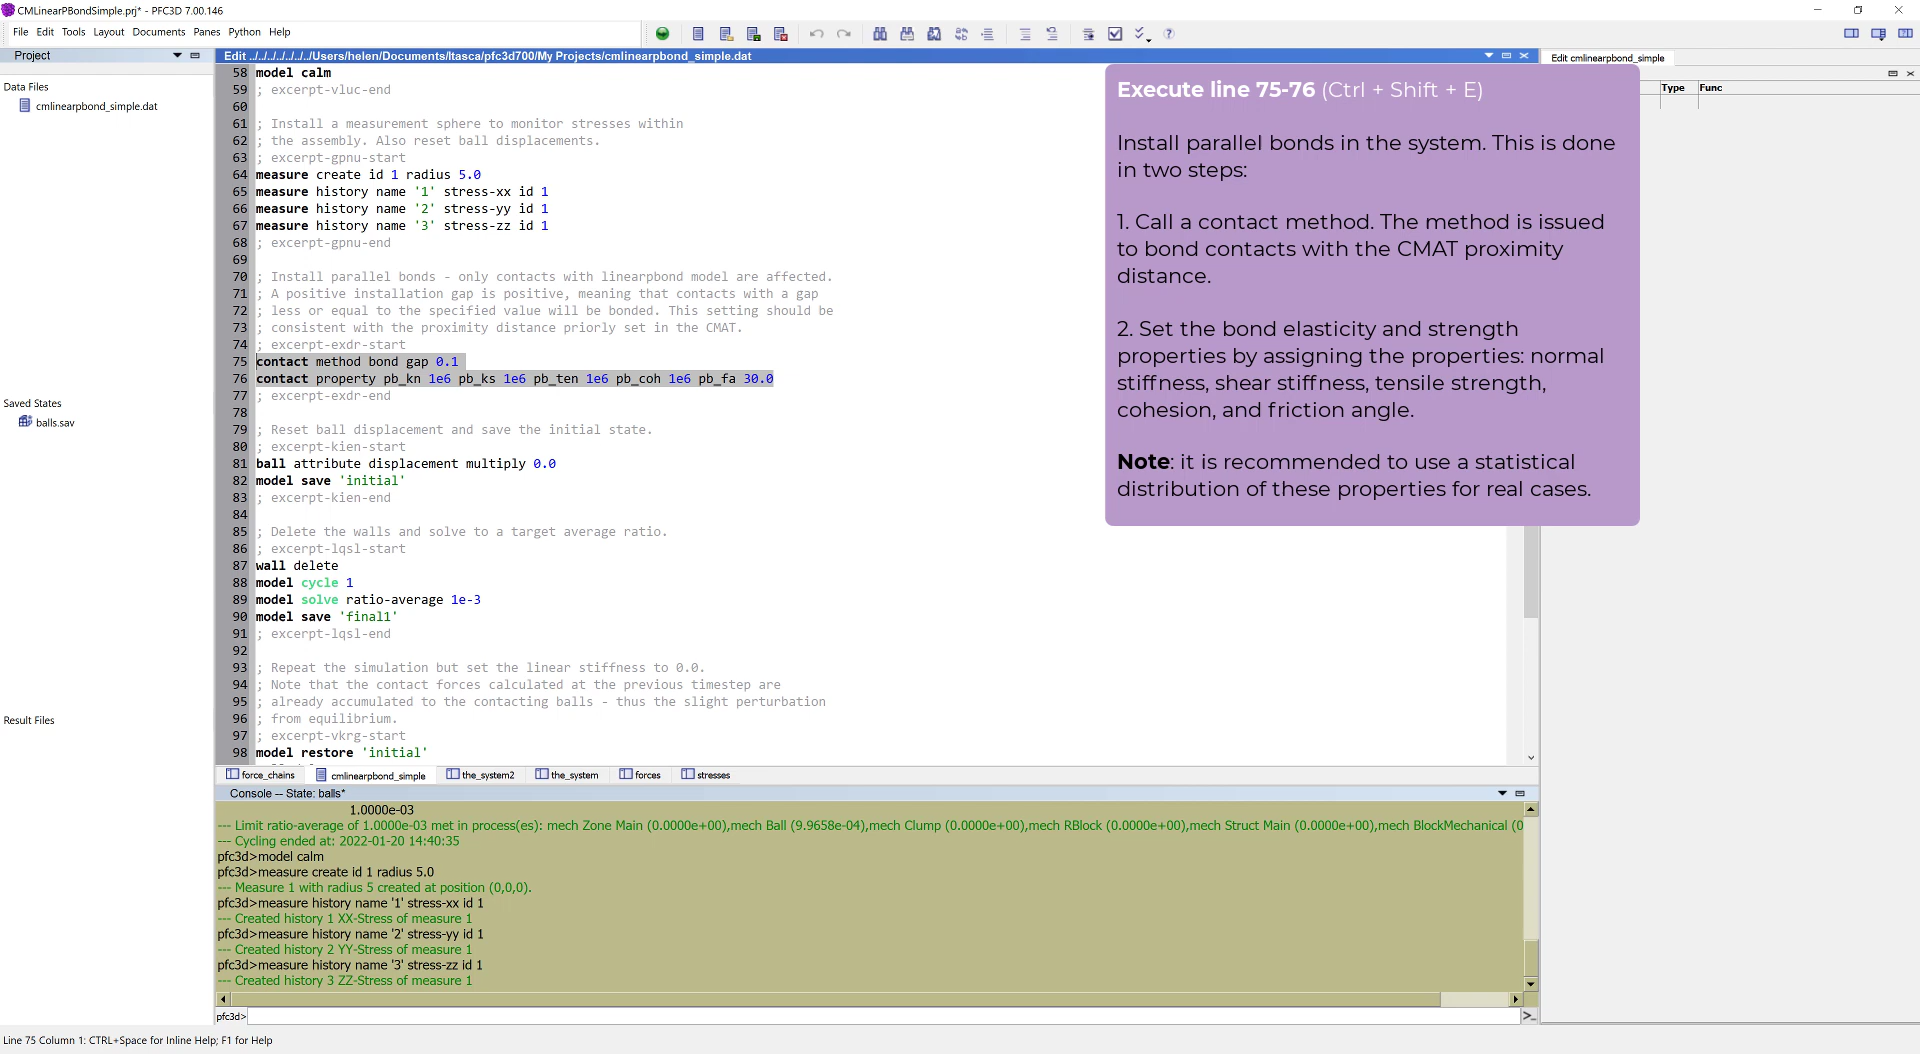 CMLinearPBondSimple.prj* - PFC3D 7.00.146
File Edit Tools Layout Documents Panes Python Help
Project
Data Files
cmlinearpbond_simple.dat
Saved States
balls.sav
Result Files
Edit ../../../../../../Users/helen/Documents/Itasca/pfc3d700/My Projects/cmlinearpbond_simple.dat
58 model calm
59 ; excerpt-vluc-end
60
61 ; Install a measurement sphere to monitor stresses within
62 ; the assembly. Also reset ball displacements.
63 ; excerpt-gpnu-start
64 measure create id 1 radius 5.0
65 measure history name '1' stress-xx id 1
66 measure history name '2' stress-yy id 1
67 measure history name '3' stress-zz id 1
68 ; excerpt-gpnu-end
69
70 ; Install parallel bonds - only contacts with linearpbond model are affected.
71 ; A positive installation gap is positive, meaning that contacts with a gap
72 ; less or equal to the specified value will be bonded. This setting should be
73 ; consistent with the proximity distance priorly set in the CMAT.
74 ; excerpt-exdr-start
75 contact method bond gap 0.1
76 contact property pb_kn 1e6 pb_ks 1e6 pb_ten 1e6 pb_coh 1e6 pb_fa 30.0
77 ; excerpt-exdr-end
78
79 ; Reset ball displacement and save the initial state.
80 ; excerpt-kien-start
81 ball attribute displacement multiply 0.0
82 model save 'initial'
83 ; excerpt-kien-end
84
85 ; Delete the walls and solve to a target average ratio.
86 ; excerpt-lqsl-start
87 wall delete
88 model cycle 1
89 model solve ratio-average 1e-3
90 model save 'final1'
91 ; excerpt-lqsl-end
92
93 ; Repeat the simulation but set the linear stiffness to 0.0.
94 ; Note that the contact forces calculated at the previous timestep are
95 ; already accumulated to the contacting balls - thus the slight perturbation
96 ; from equilibrium.
97 ; excerpt-vkrg-start
98 model restore 'initial'
Execute line 75-76 (Ctrl + Shift + E)
Install parallel bonds in the system. This is done
in two steps:
1. Call a contact method. The method is issued
to bond contacts with the CMAT proximity
distance.
2. Set the bond elasticity and strength
properties by assigning the properties: normal
stiffness, shear stiffness, tensile strength,
cohesion, and friction angle.
Note: it is recommended to use a statistical
distribution of these properties for real cases.
Edit cmlinearpbond_simple
Type Func
force_chains cmlinearpbond_simple the_system2 the_system forces stresses
Console -- State: balls*
1.0000e-03
--- Limit ratio-average of 1.0000e-03 met in process(es): mech Zone Main (0.0000e+00),mech Ball (9.9658e-04),mech Clump (0.0000e+00),mech RBlock (0.0000e+00),mech Struct Main (0.0000e+00),mech BlockMechanical (0
--- Cycling ended at: 2022-01-20 14:40:35
pfc3d>model calm
pfc3d>measure create id 1 radius 5.0
--- Measure 1 with radius 5 created at position (0,0,0).
pfc3d>measure history name '1' stress-xx id 1
--- Created history 1 XX-Stress of measure 1
pfc3d>measure history name '2' stress-yy id 1
--- Created history 2 YY-Stress of measure 1
pfc3d>measure history name '3' stress-zz id 1
--- Created history 3 ZZ-Stress of measure 1
pfc3d>
Line 75 Column 1: CTRL+Space for Inline Help; F1 for Help